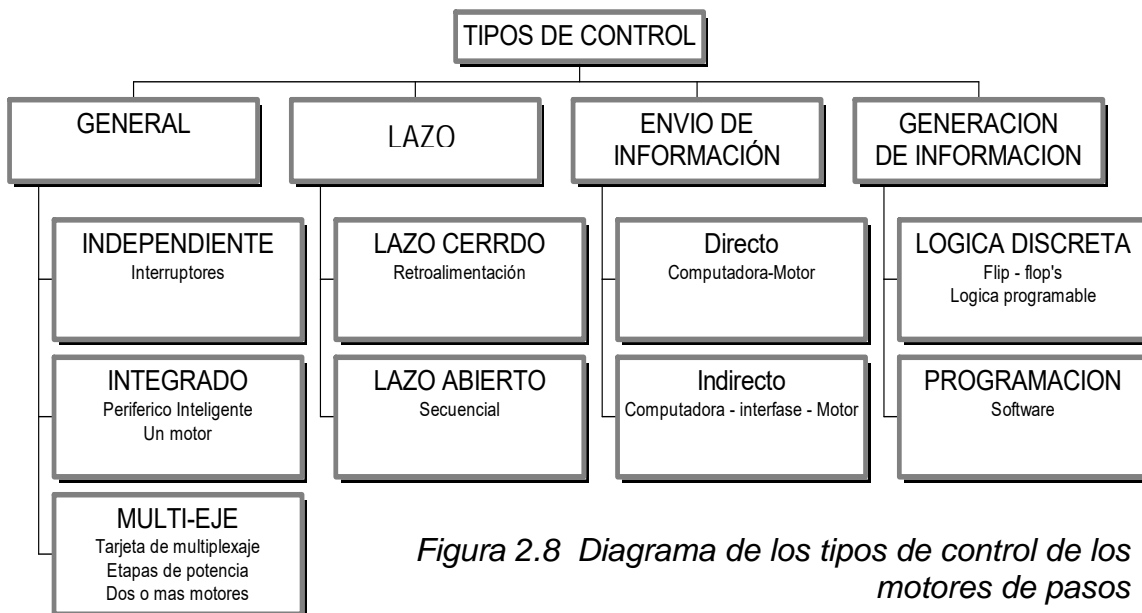 TIPOS DE CONTROL
GENERAL
LAZO
ENVIO DE
INFORMACIÓN
GENERACION
DE INFORMACION
INDEPENDIENTE
Interruptores
LAZO CERRDO
Retroalimentación
Directo
Computadora-Motor
LOGICA DISCRETA
Flip - flop's
Logica programable
INTEGRADO
Periferico Inteligente
Un motor
LAZO ABIERTO
Secuencial
Indirecto
Computadora - interfase - Motor
PROGRAMACION
Software
MULTI-EJE
Tarjeta de multiplexaje
Etapas de potencia
Dos o mas motores
Figura 2.8 Diagrama de los tipos de control de los
motores de pasos